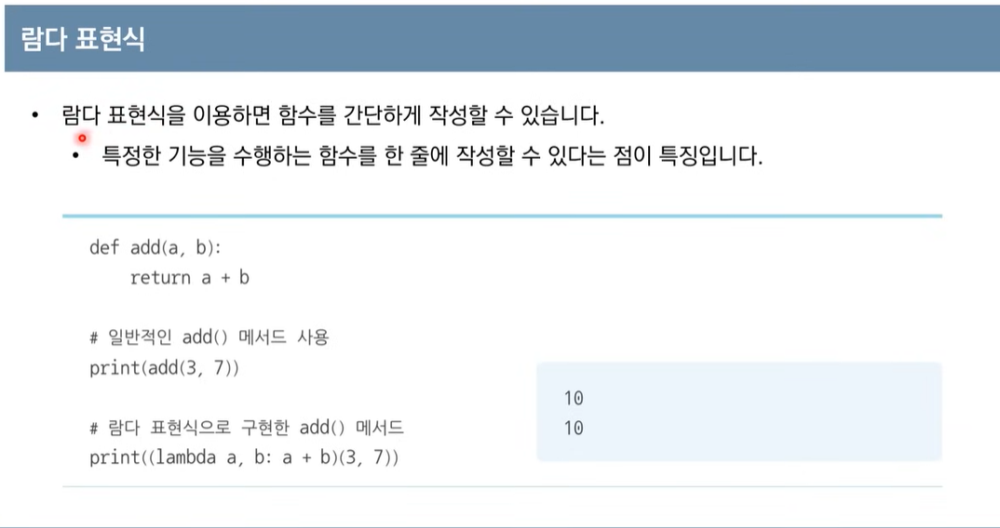 람다 표현식
• 람다 표현식을 이용하면 함수를 간단하게 작성할 수 있습니다.
• 특정한 기능을 수행하는 함수를 한 줄에 작성할 수 있다는 점이 특징입니다.
def add(a, b):
    return a + b
# 일반적인 add() 메서드 사용
print(add(3, 7))
# 람다 표현식으로 구현한 add() 메서드
print((lambda a, b: a + b)(3, 7))
10
10